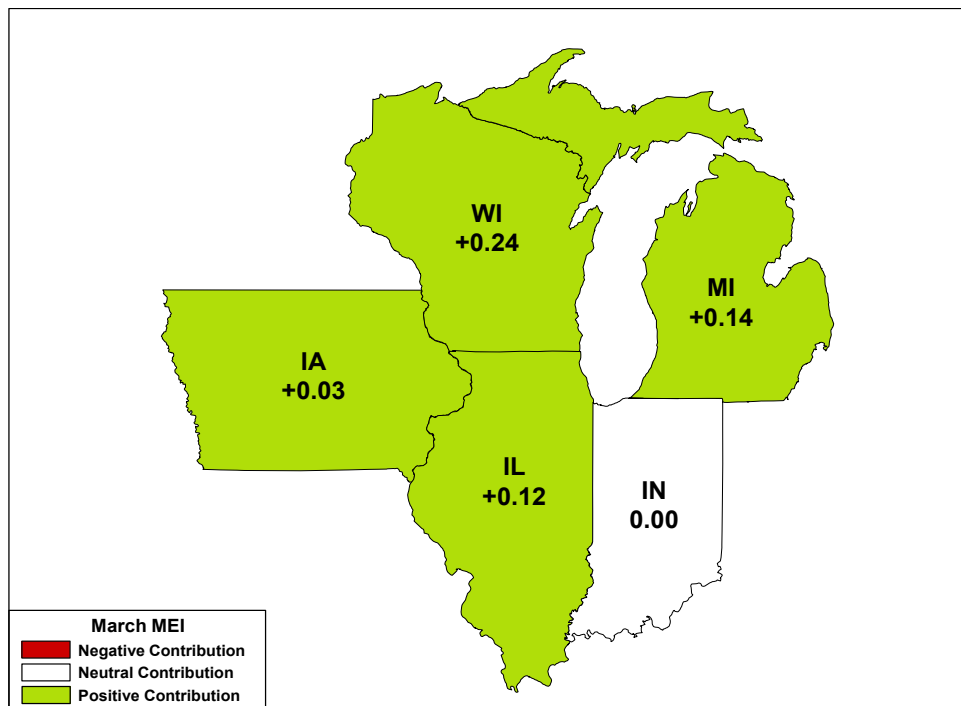 WI
+0.24
MI
+0.14
IA
+0.03
IL
+0.12
IN
0.00
March MEI
Negative Contribution
Neutral Contribution
Positive Contribution